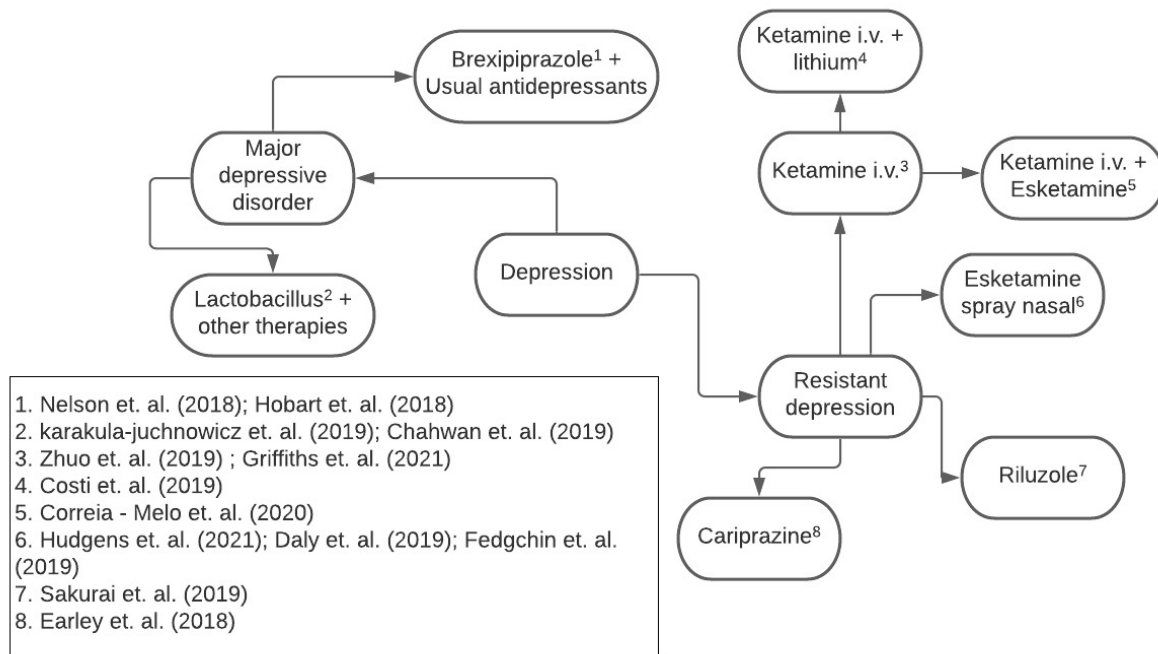 Ketamine i.v. +
lithium4
Brexipiprazole1 +
Usual antidepressants
Major
depressive
disorder
Ketamine i.v.3
Ketamine i.v. +
Esketamine5
Depression
Esketamine
spray nasal6
Lactobacillus2 +
other therapies
Resistant
depression
Riluzole7
Cariprazine8
1. Nelson et. al. (2018); Hobart et. al. (2018)
2. karakula-juchnowicz et. al. (2019); Chahwan et. al. (2019)
3. Zhuo et. al. (2019) ; Griffiths et. al. (2021)
4. Costi et. al. (2019)
5. Correia - Melo et. al. (2020)
6. Hudgens et. al. (2021); Daly et. al. (2019); Fedgchin et. al.
(2019)
7. Sakurai et. al. (2019)
8. Earley et. al. (2018)